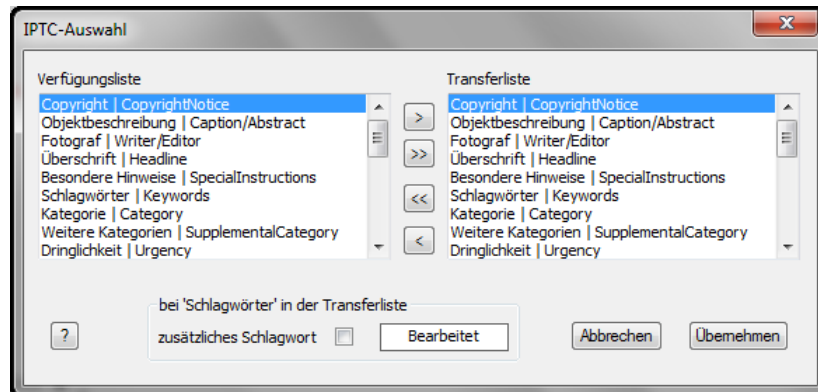 IPTC-Auswahl
x
Verfügungsliste
Copyright | CopyrightNotice
Objektbeschreibung | Caption/Abstract
Fotograf | Writer/Editor
Überschrift | Headline
Besondere Hinweise | SpecialInstructions
Schlagwörter | Keywords
Kategorie | Category
Weitere Kategorien | SupplementalCategory
Dringlichkeit | Urgency
>
>>
<<
<
Transferliste
Copyright | CopyrightNotice
Objektbeschreibung | Caption/Abstract
Fotograf | Writer/Editor
Überschrift | Headline
Besondere Hinweise | SpecialInstructions
Schlagwörter | Keywords
Kategorie | Category
Weitere Kategorien | SupplementalCategory
Dringlichkeit | Urgency
?
bei 'Schlagwörter' in der Transferliste
zusätzliches Schlagwort
Bearbeitet
Abbrechen
Übernehmen